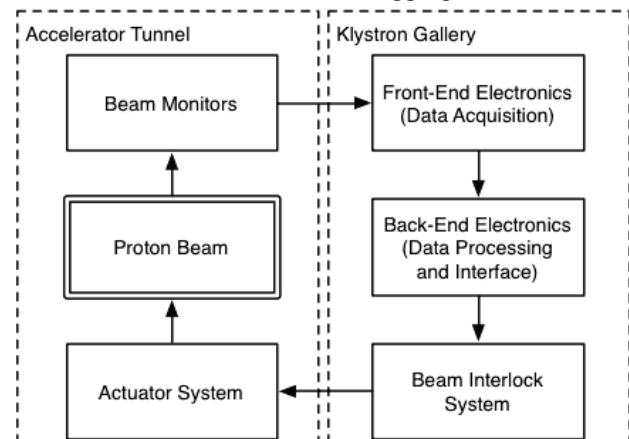 Accelerator Tunnel
Beam Monitors
Proton Beam
Actuator System
Klystron Gallery
Front-End Electronics
(Data Acquisition)
Back-End Electronics
(Data Processing
and Interface)
Beam Interlock
System